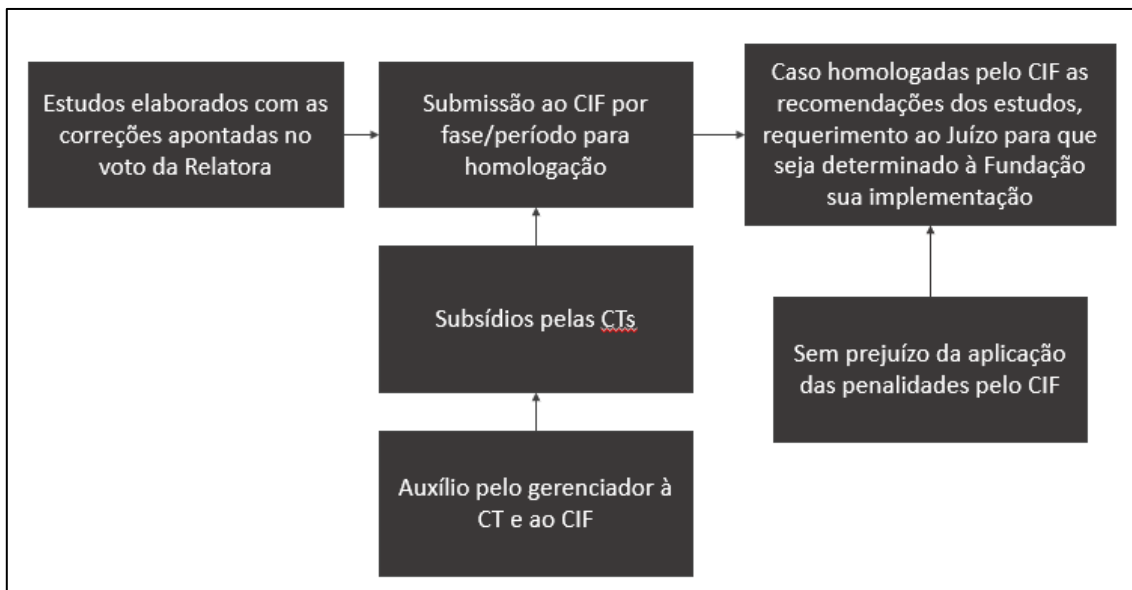 Estudos elaborados com as
correções apontadas no
voto da Relatora
Submissão ao CIF por
fase/período para
homologação
Caso homologadas pelo CIF as
recomendações dos estudos,
requerimento ao Juízo para que
seja determinado à Fundação
sua implementação
Subsídios pelas CTs
Sem prejuízo da aplicação
das penalidades pelo CIF
Auxílio pelo gerenciador à
CT e ao CIF